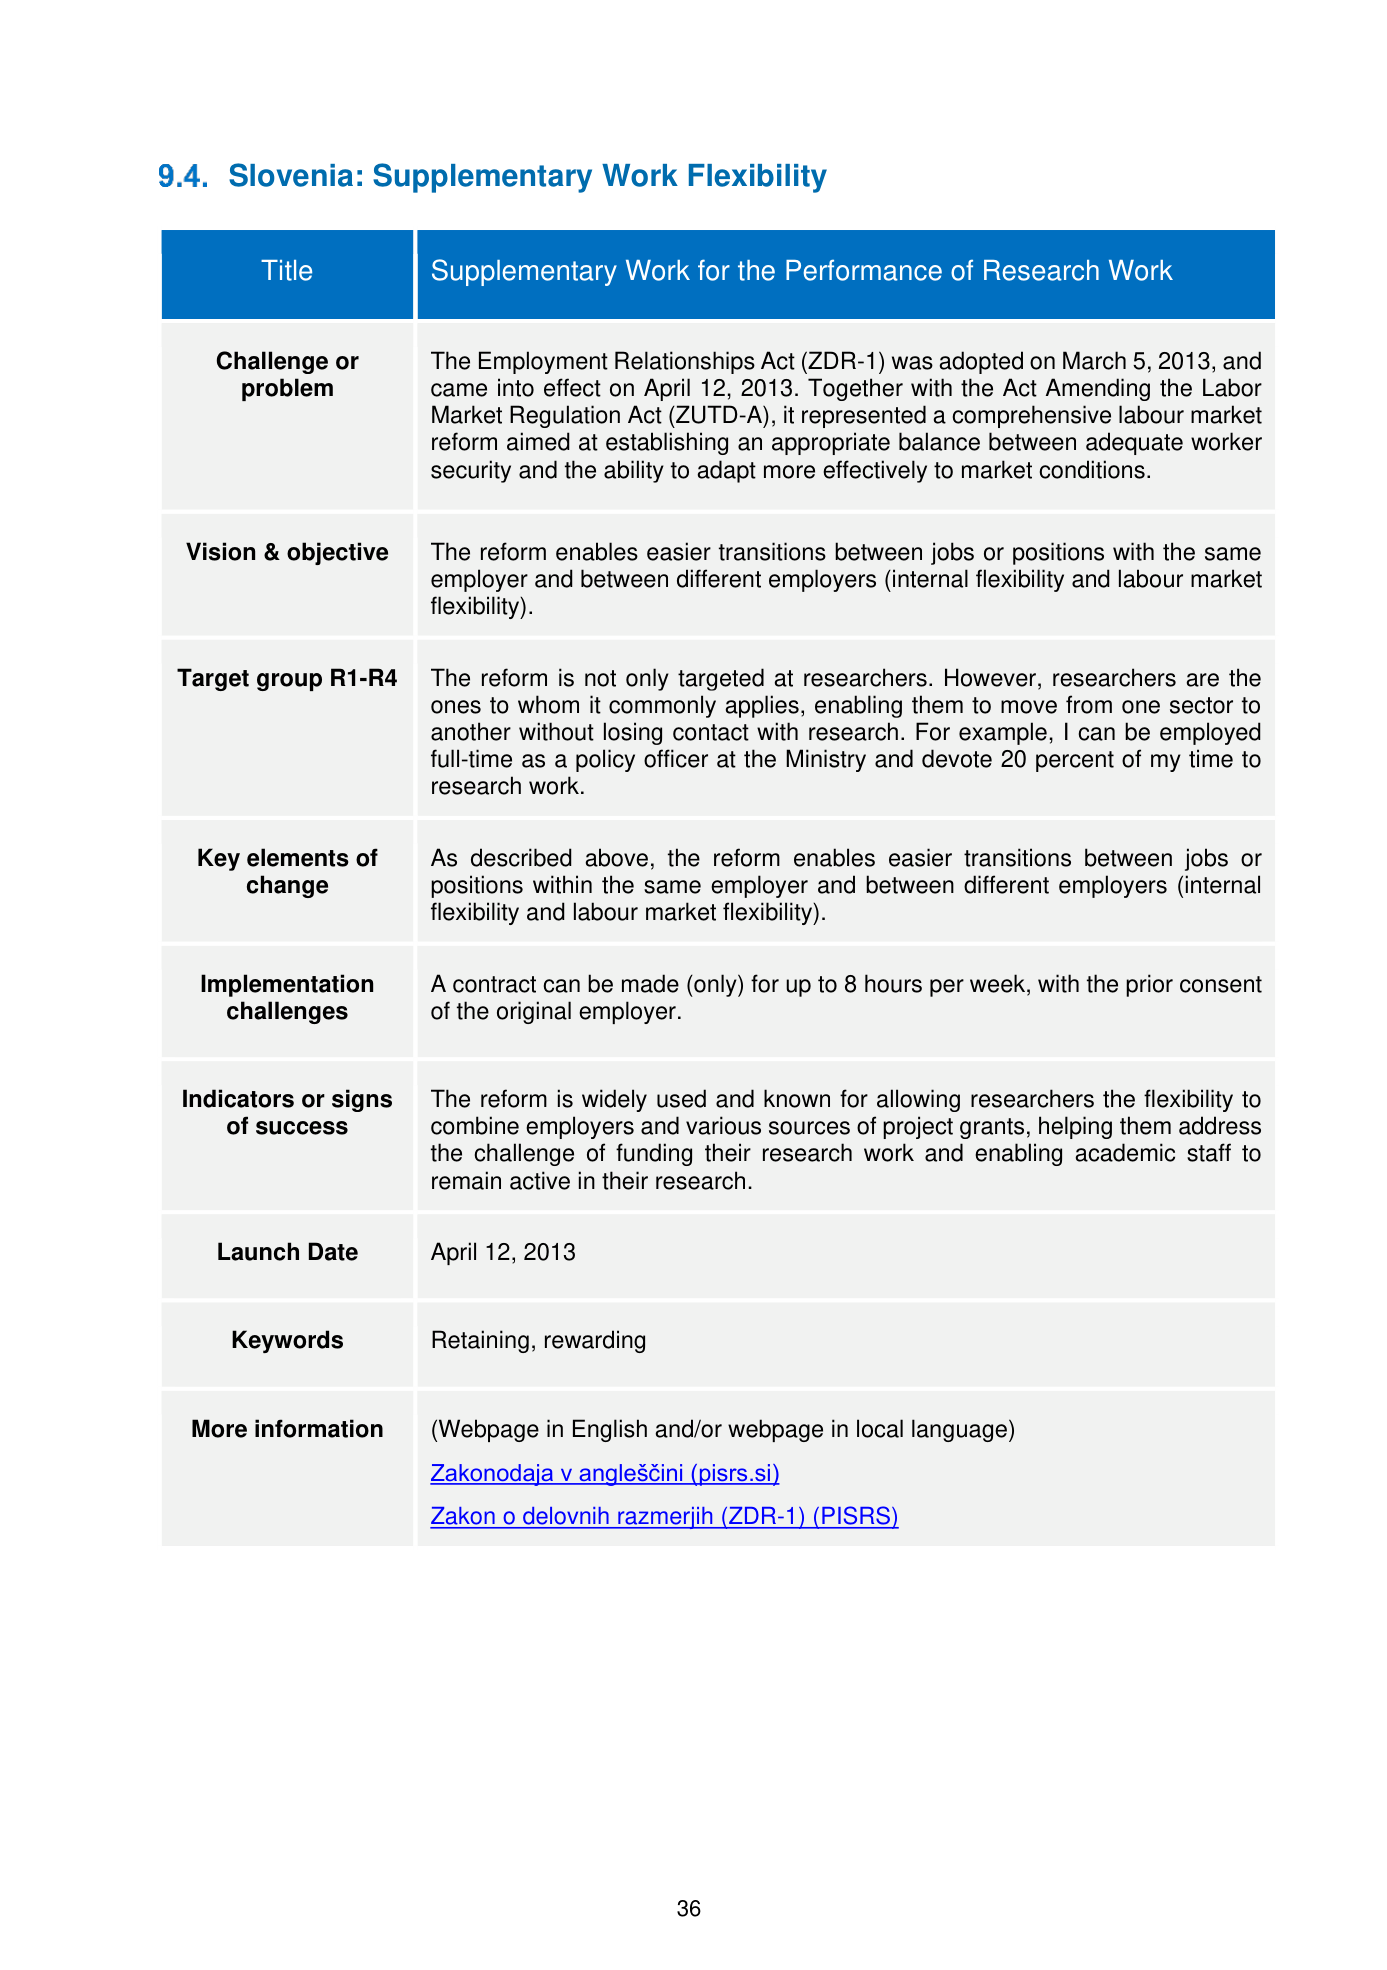 9.4. Slovenia: Supplementary Work Flexibility
Title
Supplementary Work for the Performance of Research Work
Challenge or
problem
The Employment Relationships Act (ZDR-1) was adopted on March 5, 2013, and
came into effect on April 12, 2013. Together with the Act Amending the Labor
Market Regulation Act (ZUTD-A), it represented a comprehensive labour market
reform aimed at establishing an appropriate balance between adequate worker
security and the ability to adapt more effectively to market conditions.
Vision & objective
The reform enables easier transitions between jobs or positions with the same
employer and between different employers (internal flexibility and labour market
flexibility).
Target group R1-R4
The reform is not only targeted at researchers. However, researchers are the
ones to whom it commonly applies, enabling them to move from one sector to
another without losing contact with research. For example, I can be employed
full-time as a policy officer at the Ministry and devote 20 percent of my time to
research work.
Key elements of
change
As described above, the reform enables easier transitions between jobs or
positions within the same employer and between different employers (internal
flexibility and labour market flexibility).
Implementation
challenges
A contract can be made (only) for up to 8 hours per week, with the prior consent
of the original employer.
Indicators or signs
of success
The reform is widely used and known for allowing researchers the flexibility to
combine employers and various sources of project grants, helping them address
the challenge of funding their research work and enabling academic staff to
remain active in their research.
Launch Date
April 12, 2013
Keywords
Retaining, rewarding
More information
(Webpage in English and/or webpage in local language)
Zakonodaja v angleščini (pisrs.si)
Zakon o delovnih razmerjih (ZDR-1) (PISRS)
36